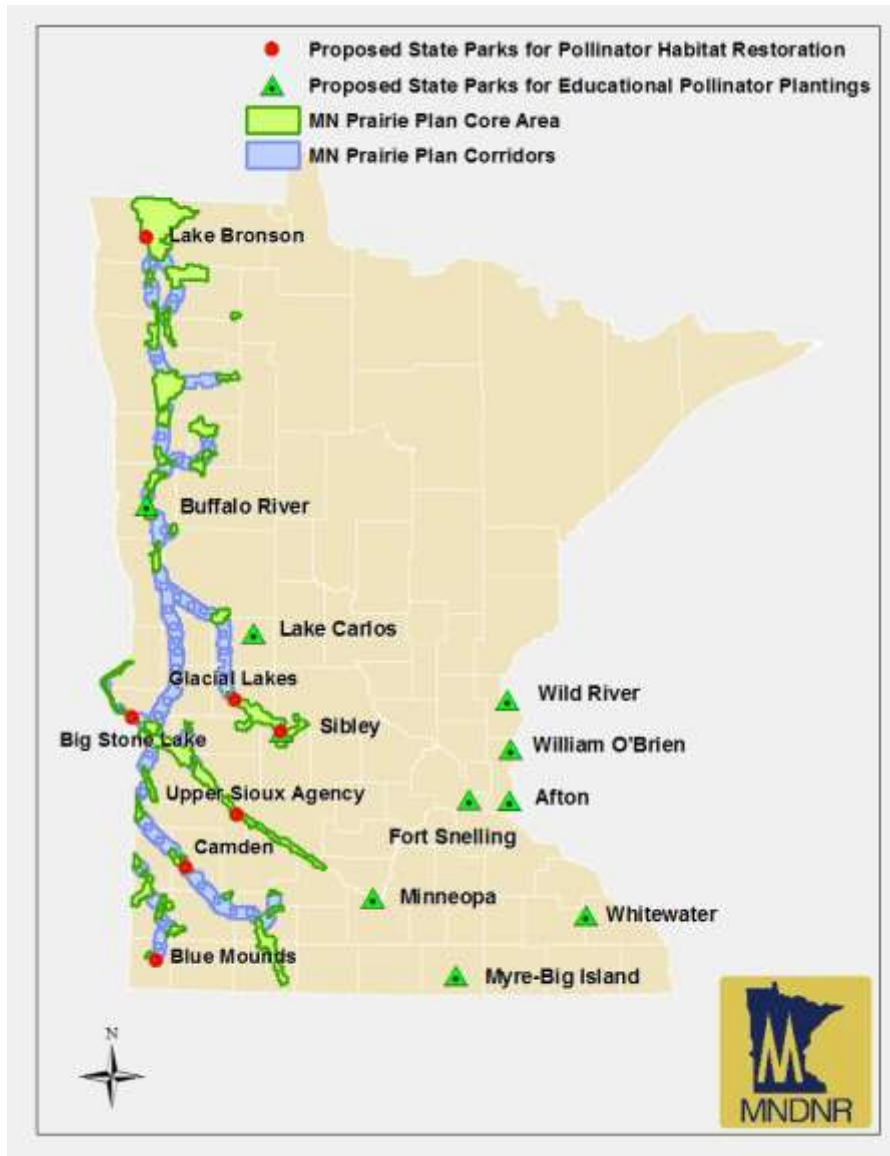 Proposed State Parks for Pollinator Habitat Restoration
Proposed State Parks for Educational Pollinator Plantings
MN Prairie Plan Core Area
MN Prairie Plan Corridors
Lake Bronson
Buffalo River
Lake Carlos
Glacial Lakes
Wild River
Sibley
Big Stone Lake
William O'Brien
Upper Sioux Agency
Afton
Fort Snelling
Camden
Minneopa
Whitewater
Blue Mounds
Myre-Big Island
N
M
MNDNR